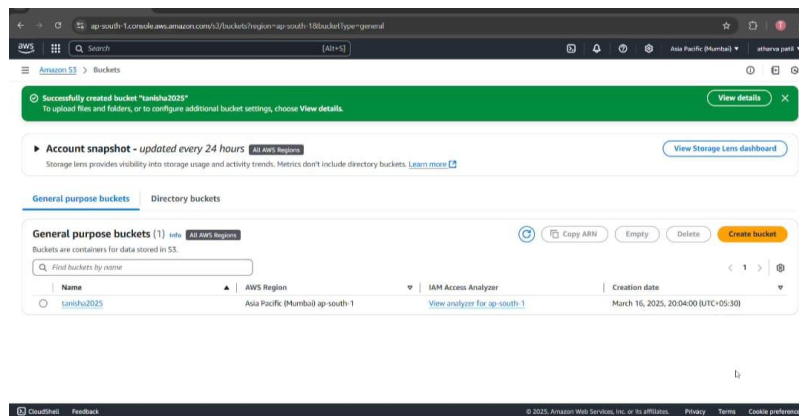 ap-south-1.console.aws.amazon.com/s3/buckets?region=ap-south-1&bucketType=general
aws Search [Alt+S] Asia Pacific (Mumbai) ▼ atharva patil
Amazon S3 > Buckets
Successfully created bucket "tanisha2025"
To upload files and folders, or to configure additional bucket settings, choose View details.
View details
Account snapshot - updated every 24 hours All AWS Regions
View Storage Lens dashboard
Storage lens provides visibility into storage usage and activity trends. Metrics don't include directory buckets. Learn more
General purpose buckets Directory buckets
General purpose buckets (1) Info All AWS Regions
Copy ARN Empty Delete Create bucket
Buckets are containers for data stored in S3.
Find buckets by name
1
Name AWS Region IAM Access Analyzer Creation date
tanisha2025 Asia Pacific (Mumbai) ap-south-1 View analyzer for ap-south-1 March 16, 2025, 20:04:00 (UTC+05:30)
CloudShell Feedback © 2025, Amazon Web Services, Inc. or its affiliates. Privacy Terms Cookie preferences